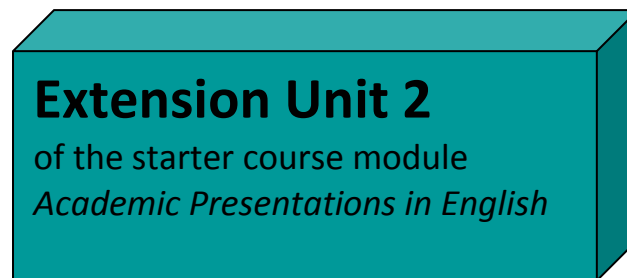 Extension Unit 2
of the starter course module
Academic Presentations in English